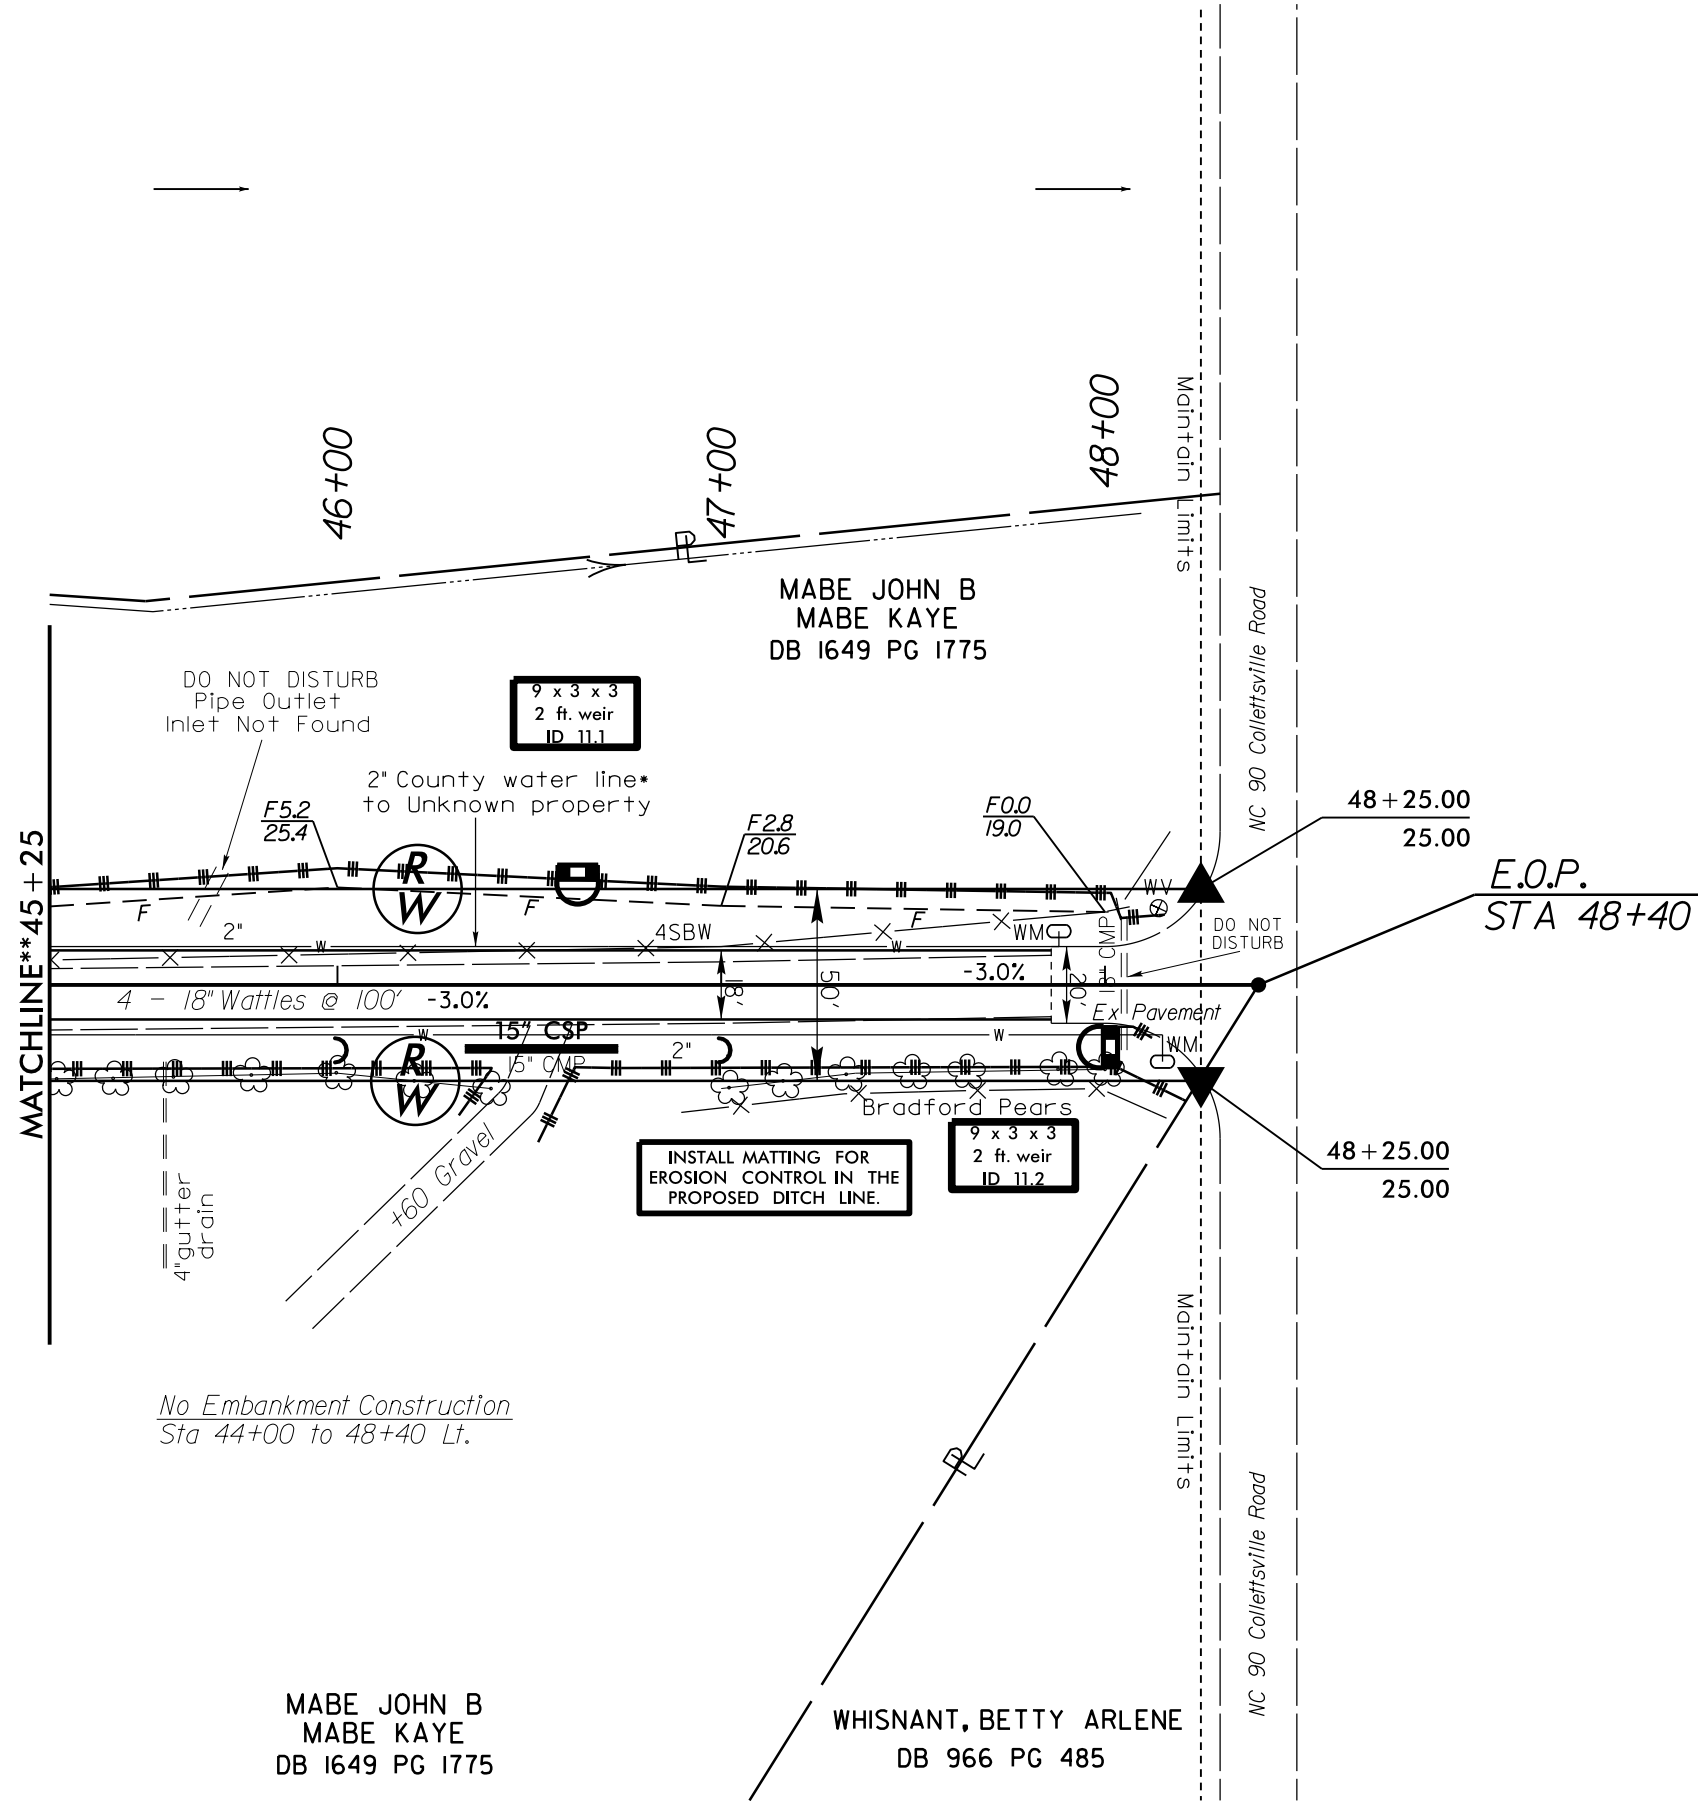 46+00
47+00
48+00
Maintain Limits
PL
MABE JOHN B
MABE KAYE
DB 1649 PG 1775
NC 90 Collettsville Road
DO NOT DISTURB
Pipe Outlet
Inlet Not Found
9 x 3 x 3
2 ft. weir
ID 11.1
2" County water line*
to Unknown property
F5.2
25.4
F2.8
20.6
F0.0
19.0
48+25.00
25.00
E.O.P.
STA 48+40
MATCHLINE**45+25
R
W
F
F
F
WV
2"
W
4SBW
W
WM
DO NOT
DISTURB
18" CMP
18'
50'
20'
-3.0%
4 - 18" Wattles @ 100'
-3.0%
Ex Pavement
15" CSP
15" CMP
W
W
2"
WM
R
W
Bradford Pears
9 x 3 x 3
2 ft. weir
ID 11.2
INSTALL MATTING FOR
EROSION CONTROL IN THE
PROPOSED DITCH LINE.
48+25.00
25.00
+60 Gravel
4" gutter
drain
Maintain Limits
No Embankment Construction
Sta 44+00 to 48+40 Lt.
PL
NC 90 Collettsville Road
MABE JOHN B
MABE KAYE
DB 1649 PG 1775
WHISNANT, BETTY ARLENE
DB 966 PG 485